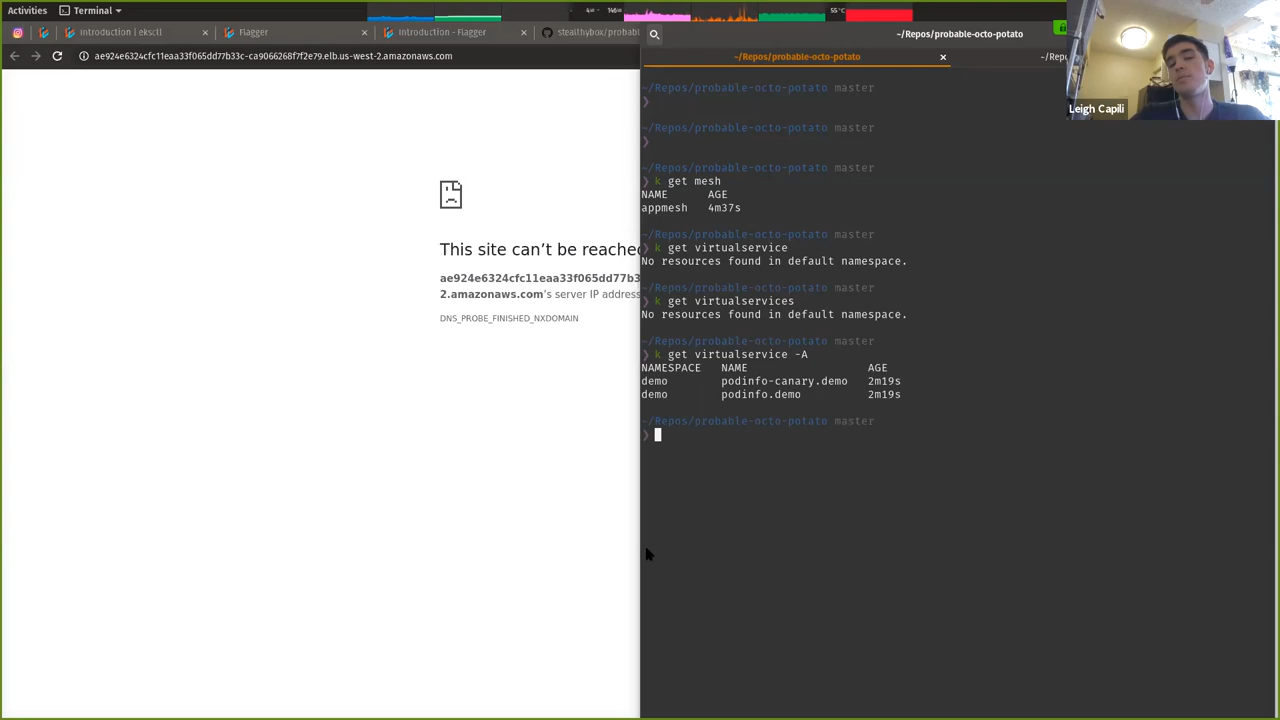 Activities
Terminal
55 °C
Introduction | eksctl
Flagger
Introduction - Flagger
stealthybox/probabl
~/Repos/probable-octo-potato
ae924e6324cfc11eaa33f065dd77b33c-ca9066268f7f2e79.elb.us-west-2.amazonaws.com
~/Repos/probable-octo-potato
~/Repo
Leigh Capili
This site can’t be reached
ae924e6324cfc11eaa33f065dd77b3
2.amazonaws.com’s server IP address
DNS_PROBE_FINISHED_NXDOMAIN
~/Repos/probable-octo-potato master
❯
~/Repos/probable-octo-potato master
❯
~/Repos/probable-octo-potato master
❯ k get mesh
NAME AGE
appmesh 4m37s
~/Repos/probable-octo-potato master
❯ k get virtualservice
No resources found in default namespace.
~/Repos/probable-octo-potato master
❯ k get virtualservices
No resources found in default namespace.
~/Repos/probable-octo-potato master
❯ k get virtualservice -A
NAMESPACE NAME AGE
demo podinfo-canary.demo 2m19s
demo podinfo.demo 2m19s
~/Repos/probable-octo-potato master
❯